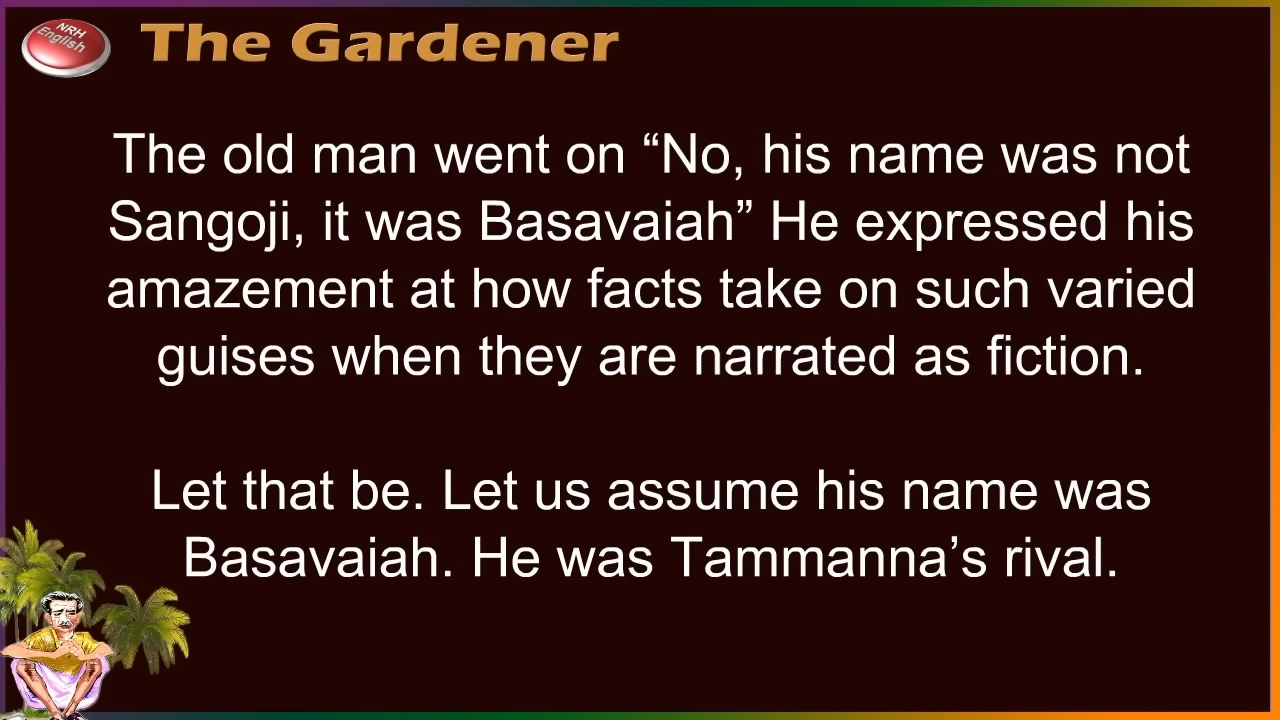 NRH
English
The Gardener
The old man went on “No, his name was not
Sangoji, it was Basavaiah” He expressed his
amazement at how facts take on such varied
guises when they are narrated as fiction.
Let that be. Let us assume his name was
Basavaiah. He was Tammanna’s rival.